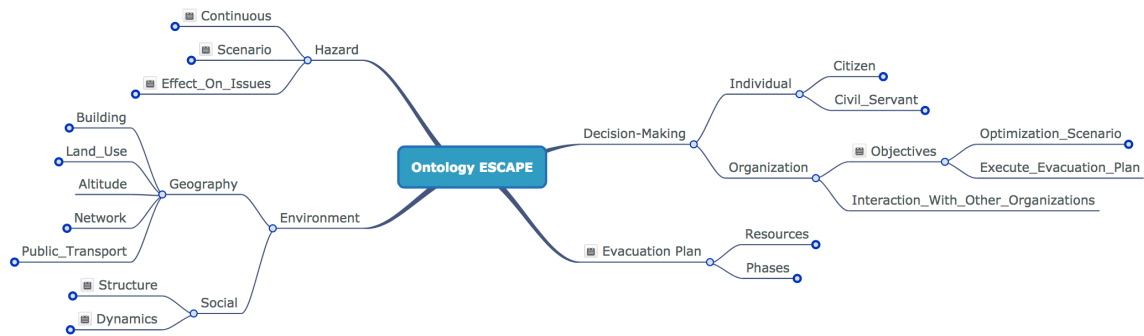 Ontology ESCAPE
Hazard
Continuous
Scenario
Effect_On_Issues
Environment
Geography
Building
Land_Use
Altitude
Network
Public_Transport
Social
Structure
Dynamics
Decision-Making
Individual
Citizen
Civil_Servant
Organization
Objectives
Optimization_Scenario
Execute_Evacuation_Plan
Interaction_With_Other_Organizations
Evacuation Plan
Resources
Phases